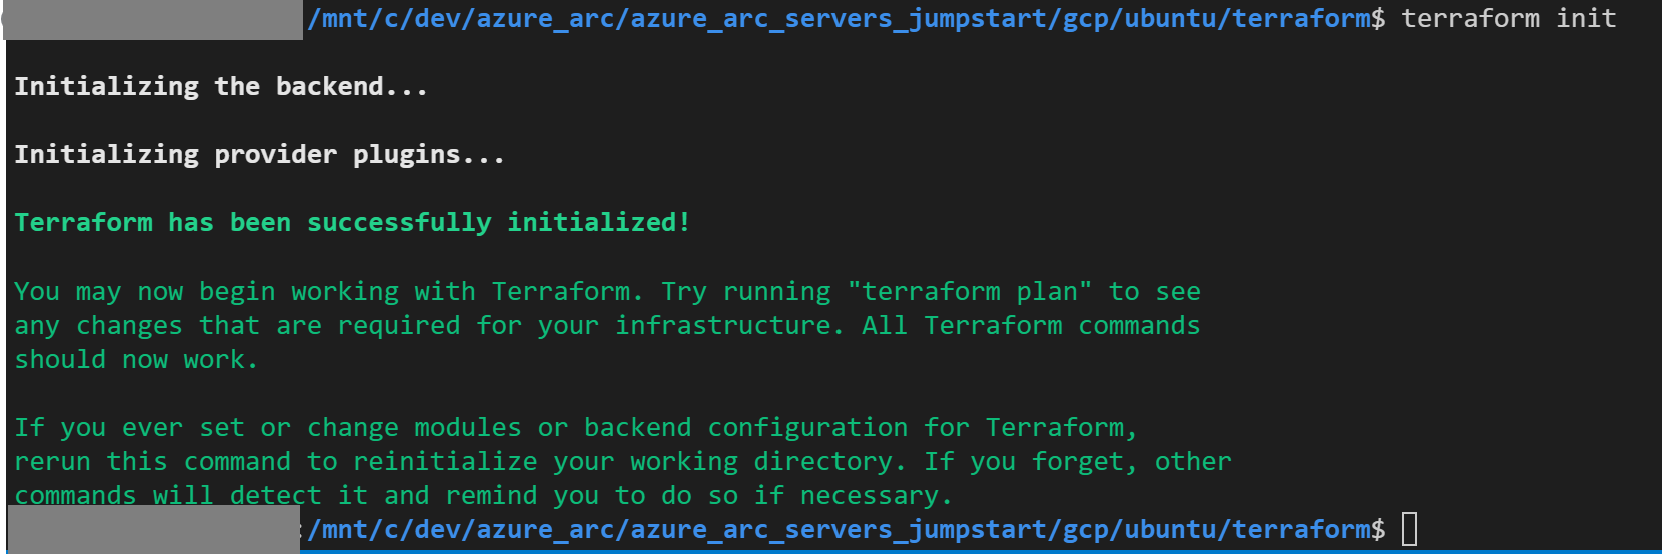 /mnt/c/dev/azure_arc/azure_arc_servers_jumpstart/gcp/ubuntu/terraform$ terraform init
Initializing the backend...
Initializing provider plugins...
Terraform has been successfully initialized!
You may now begin working with Terraform. Try running "terraform plan" to see
any changes that are required for your infrastructure. All Terraform commands
should now work.
If you ever set or change modules or backend configuration for Terraform,
rerun this command to reinitialize your working directory. If you forget, other
commands will detect it and remind you to do so if necessary.
:/mnt/c/dev/azure_arc/azure_arc_servers_jumpstart/gcp/ubuntu/terraform$